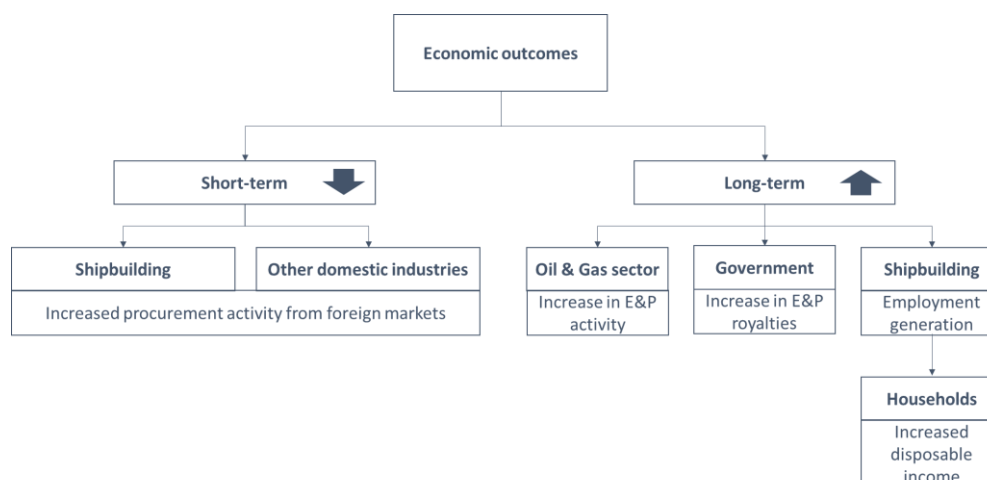 Economic outcomes
Short-term
Long-term
Shipbuilding
Other domestic industries
Increased procurement activity from foreign markets
Oil & Gas sector
Increase in E&P
activity
Government
Increase in E&P
royalties
Shipbuilding
Employment
generation
Households
Increased
disposable
income